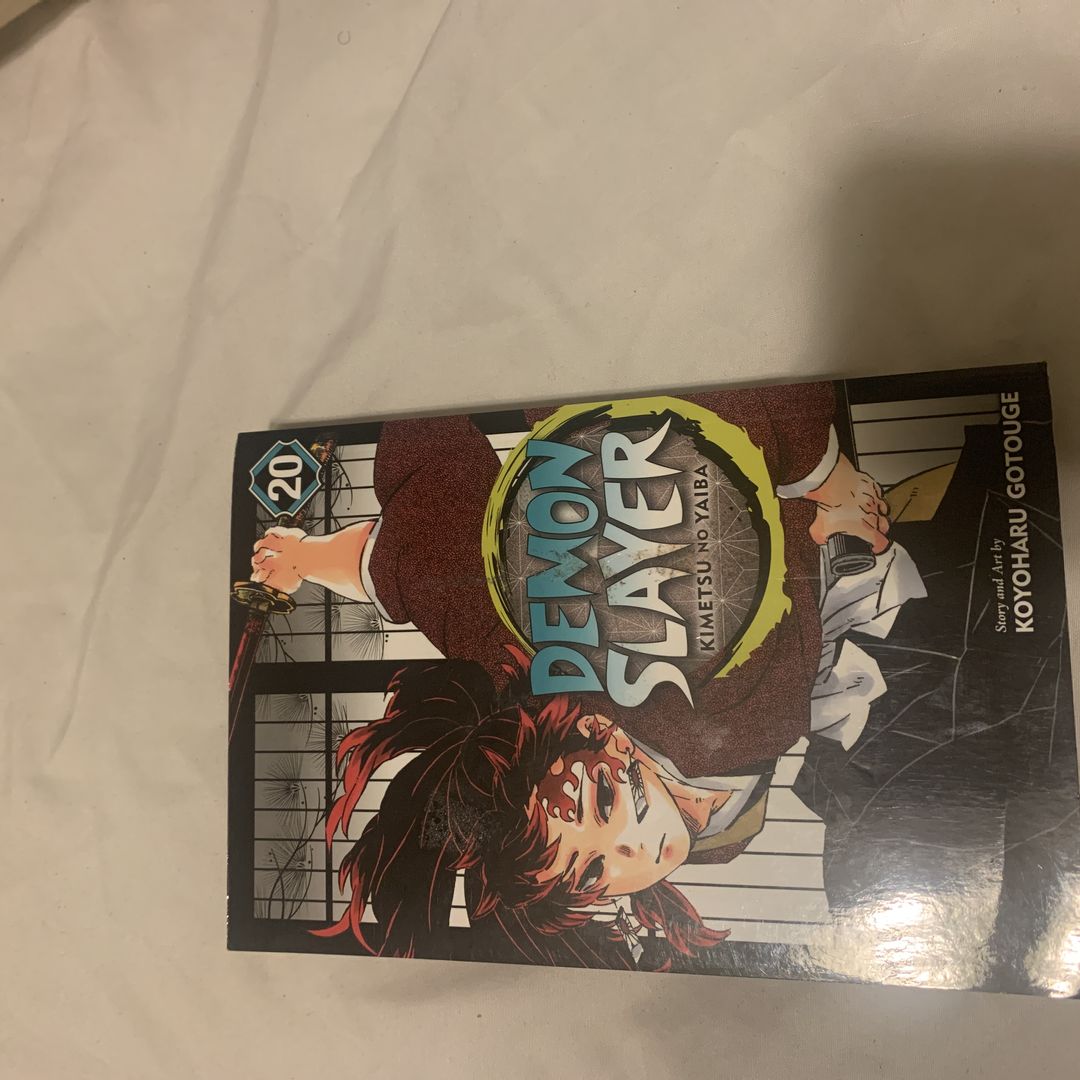 20
DEMON
SLAYER
KIMETSU NO YAIBA
Story and Art by
KOYOHARU GOTOUGE